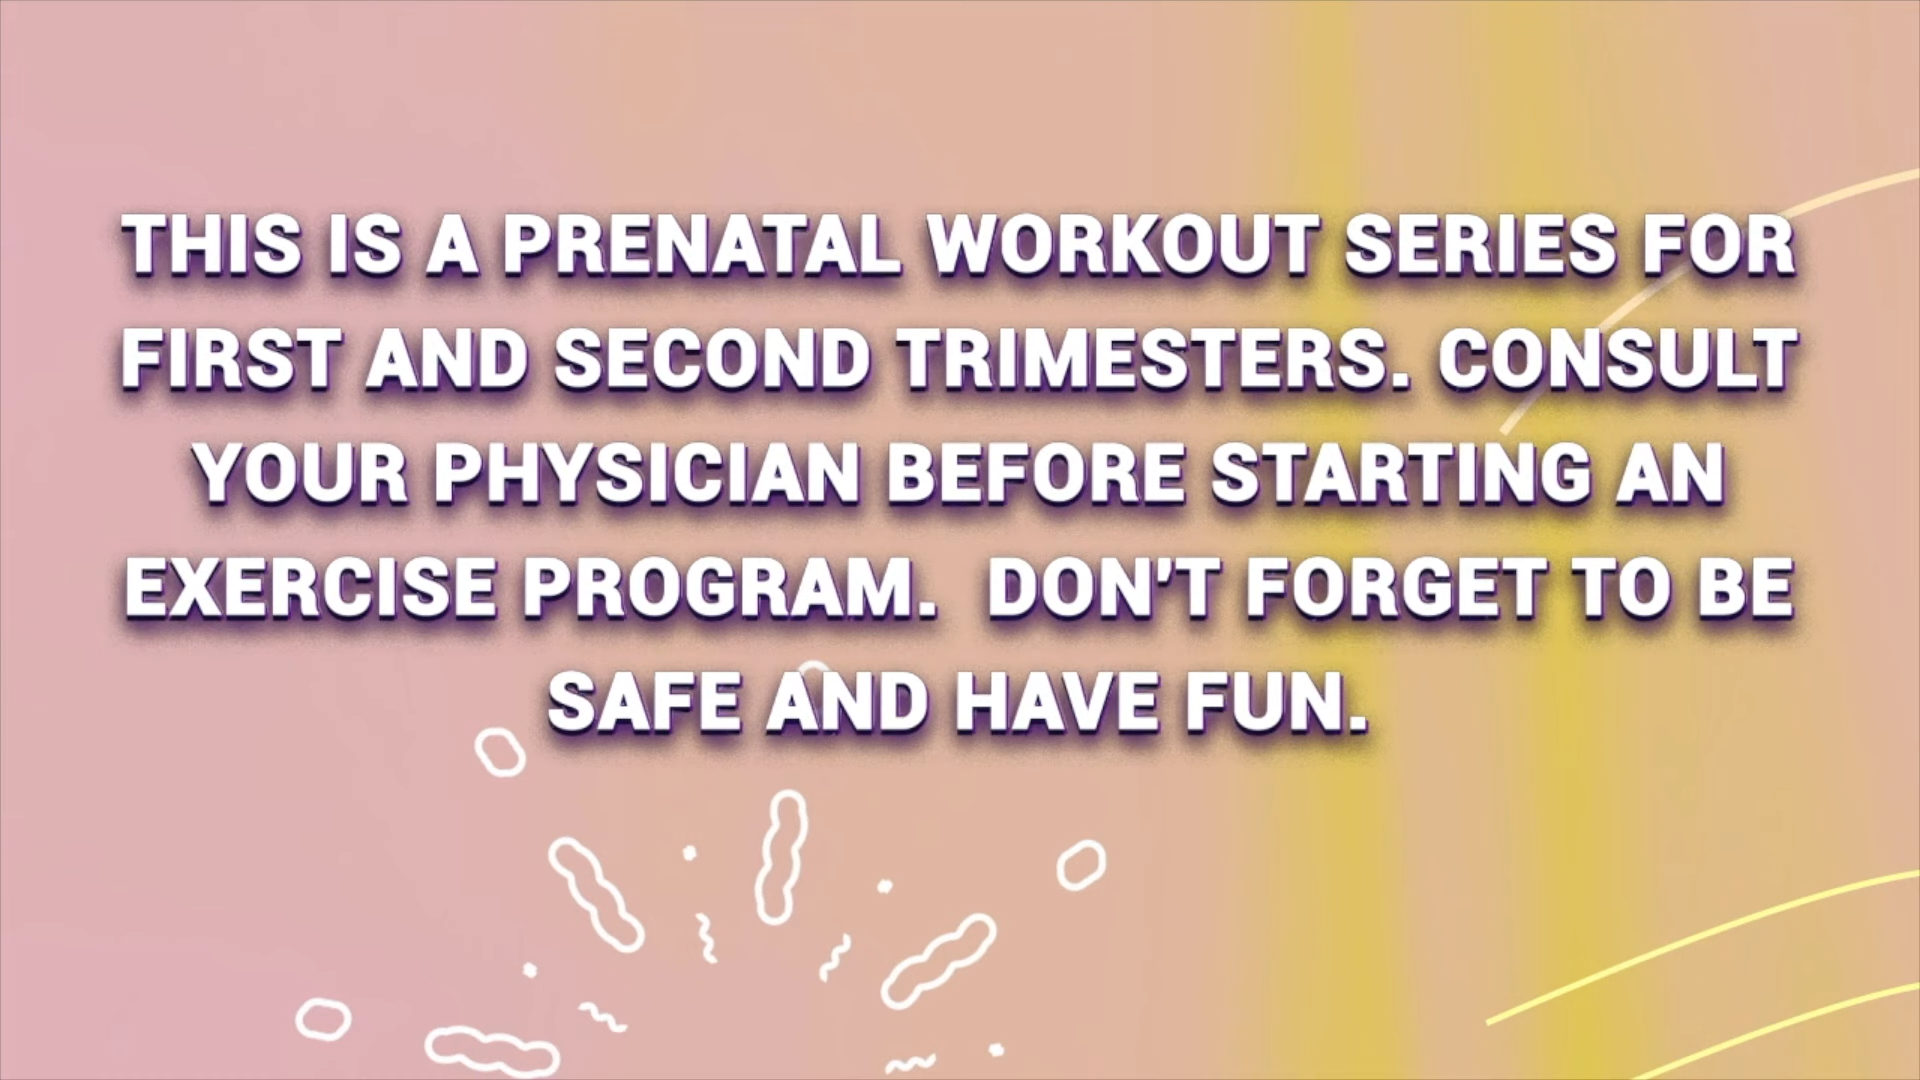 THIS IS A PRENATAL WORKOUT SERIES FOR
FIRST AND SECOND TRIMESTERS. CONSULT
YOUR PHYSICIAN BEFORE STARTING AN
EXERCISE PROGRAM.  DON'T FORGET TO BE
SAFE AND HAVE FUN.